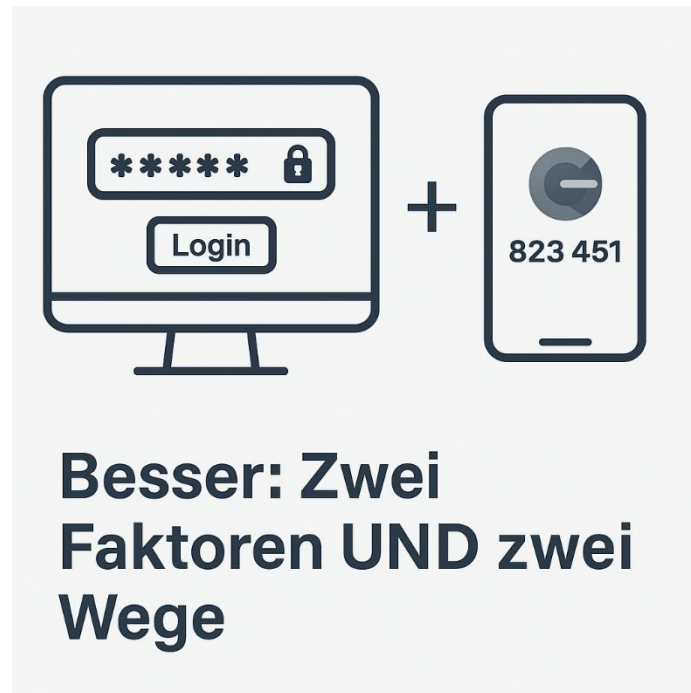 *****
Login
+
823 451
Besser: Zwei
Faktoren UND zwei
Wege